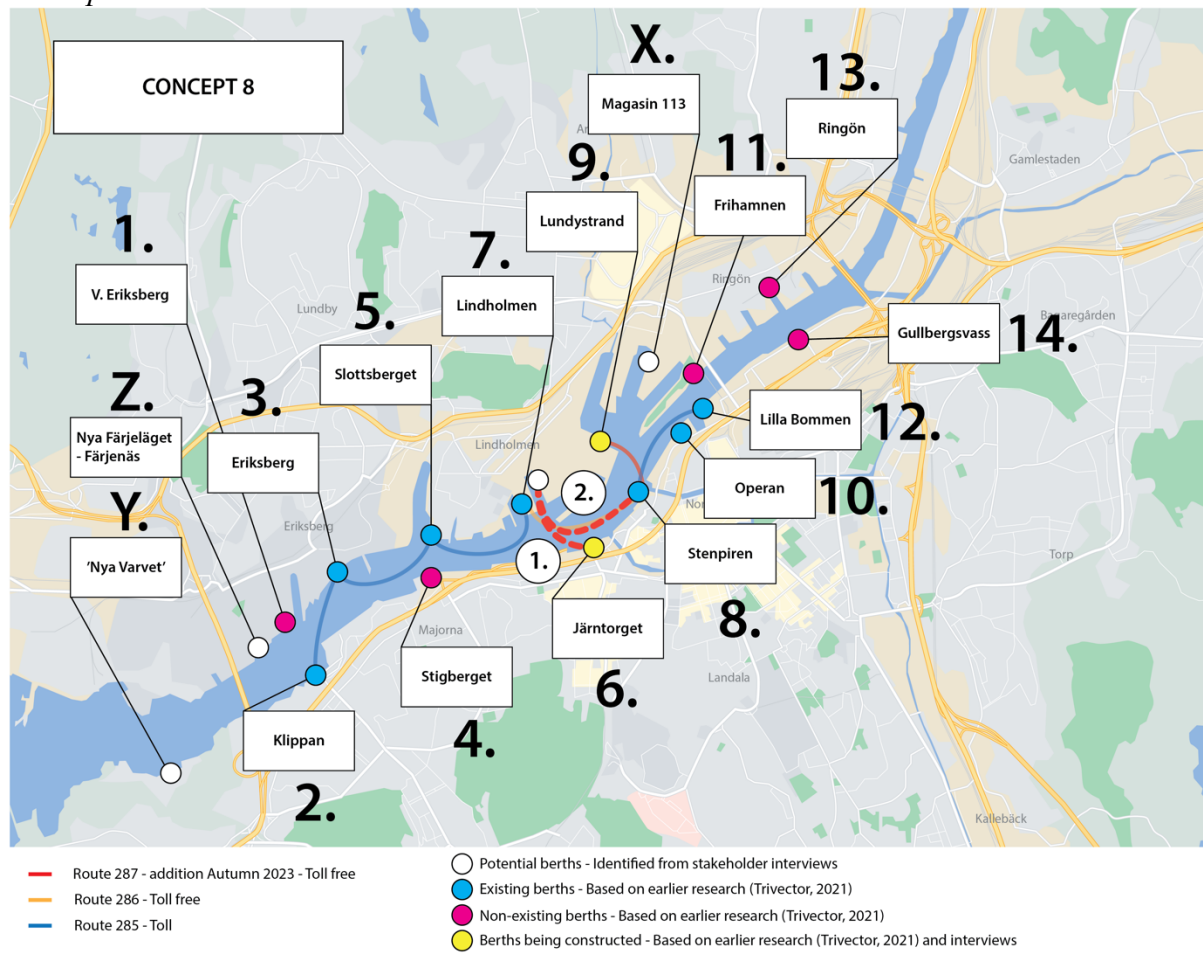 CONCEPT 8
X.
Magasin 113
13.
Ringön
9.
Lundystrand
11.
Frihamnen
Gamlestaden
1.
V. Eriksberg
7.
Lindholmen
Ringön
Lundby
5.
Slottsberget
Bagaregården
Gullbergsvass
14.
Z.
Nya Färjeläget
- Färjenäs
3.
Eriksberg
Lindholmen
Lilla Bommen
12.
Y.
'Nya Varvet'
Eriksberg
2.
Operan
10.
Nor
1.
Stenpiren
8.
Torp
Majorna
Järntorget
6.
Landala
Stigberget
4.
Klippan
2.
Kallebäck
Route 287 - addition Autumn 2023 - Toll free
Route 286 - Toll free
Route 285 - Toll
Potential berths - Identified from stakeholder interviews
Existing berths - Based on earlier research (Trivector, 2021)
Non-existing berths - Based on earlier research (Trivector, 2021)
Berths being constructed - Based on earlier research (Trivector, 2021) and interviews